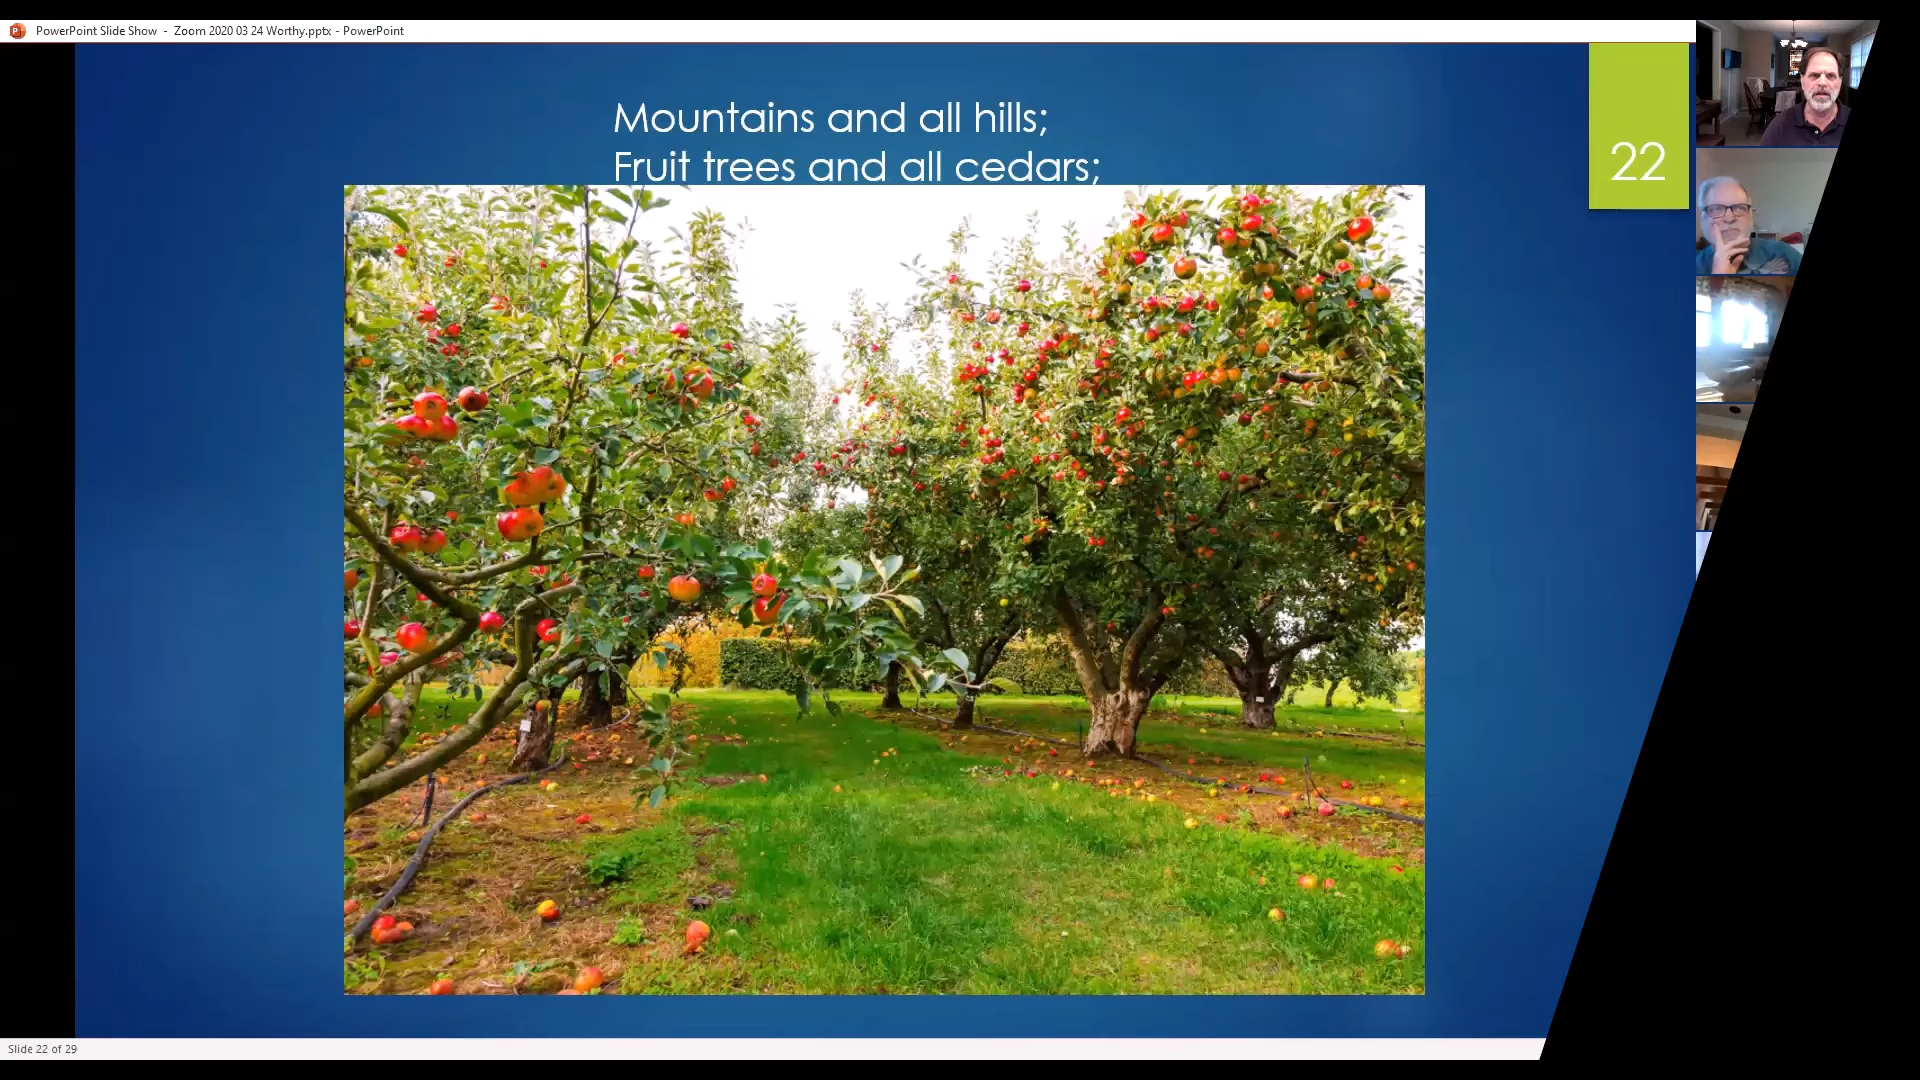 PowerPoint Slide Show - Zoom 2020 03 24 Worthy.pptx - PowerPoint
Mountains and all hills;
Fruit trees and all cedars;
22
Slide 22 of 29